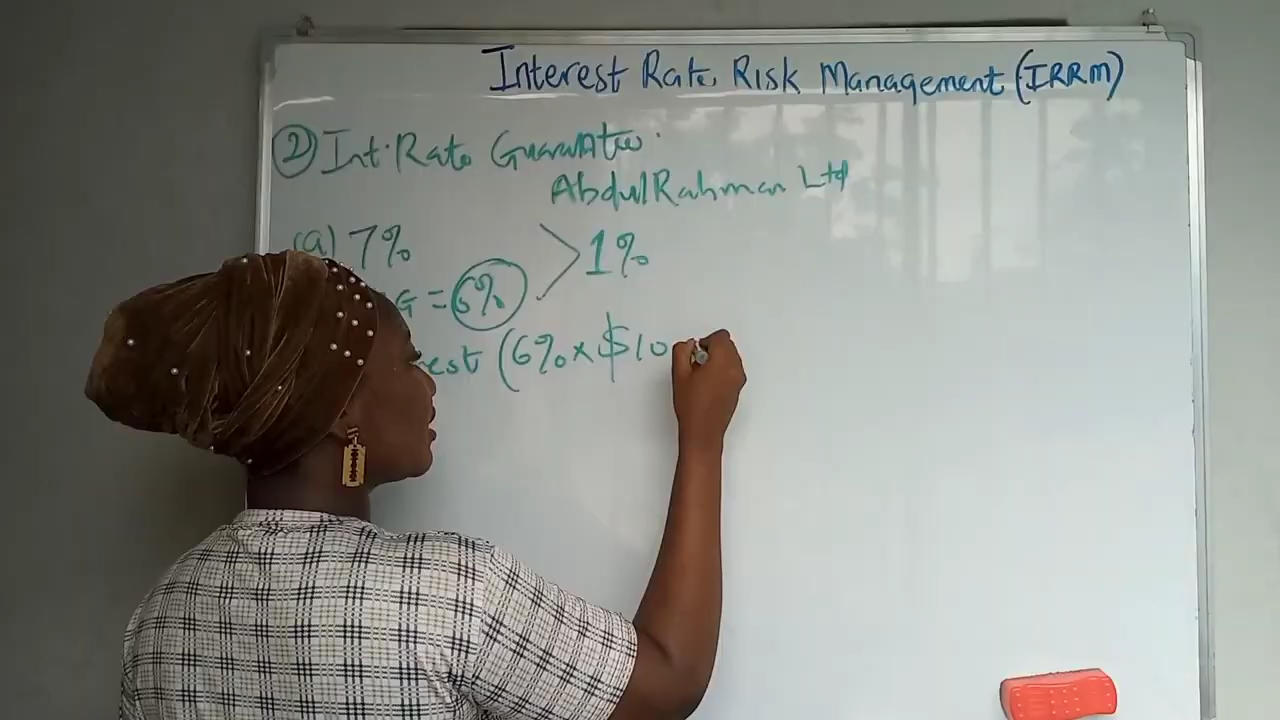 Interest Rate Risk Management (IRRM)
② Int. Rate Guarantee.
AbdulRahman Ltd
(a) 7%
> 1%
G = 6%
est (6% x $10